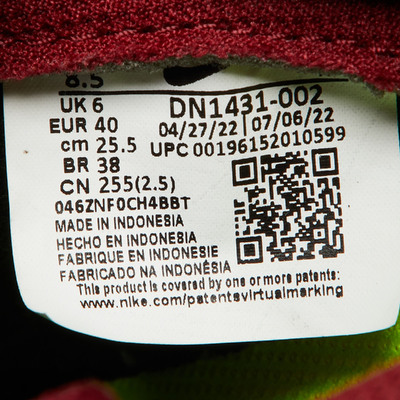 8.5
UK 6
EUR 40
cm 25.5
BR 38
CN 255(2.5)
DN1431-002
04/27/22 07/06/22
UPC 00196152010599
046ZNF0CH4BBT
MADE IN INDONESIA
HECHO EN INDONESIA
FABRIQUE EN INDONESIE
FABRICADO NA INDONÉSIA
This product is covered by one or more patents:
www.nike.com/patentsvirtualmarking